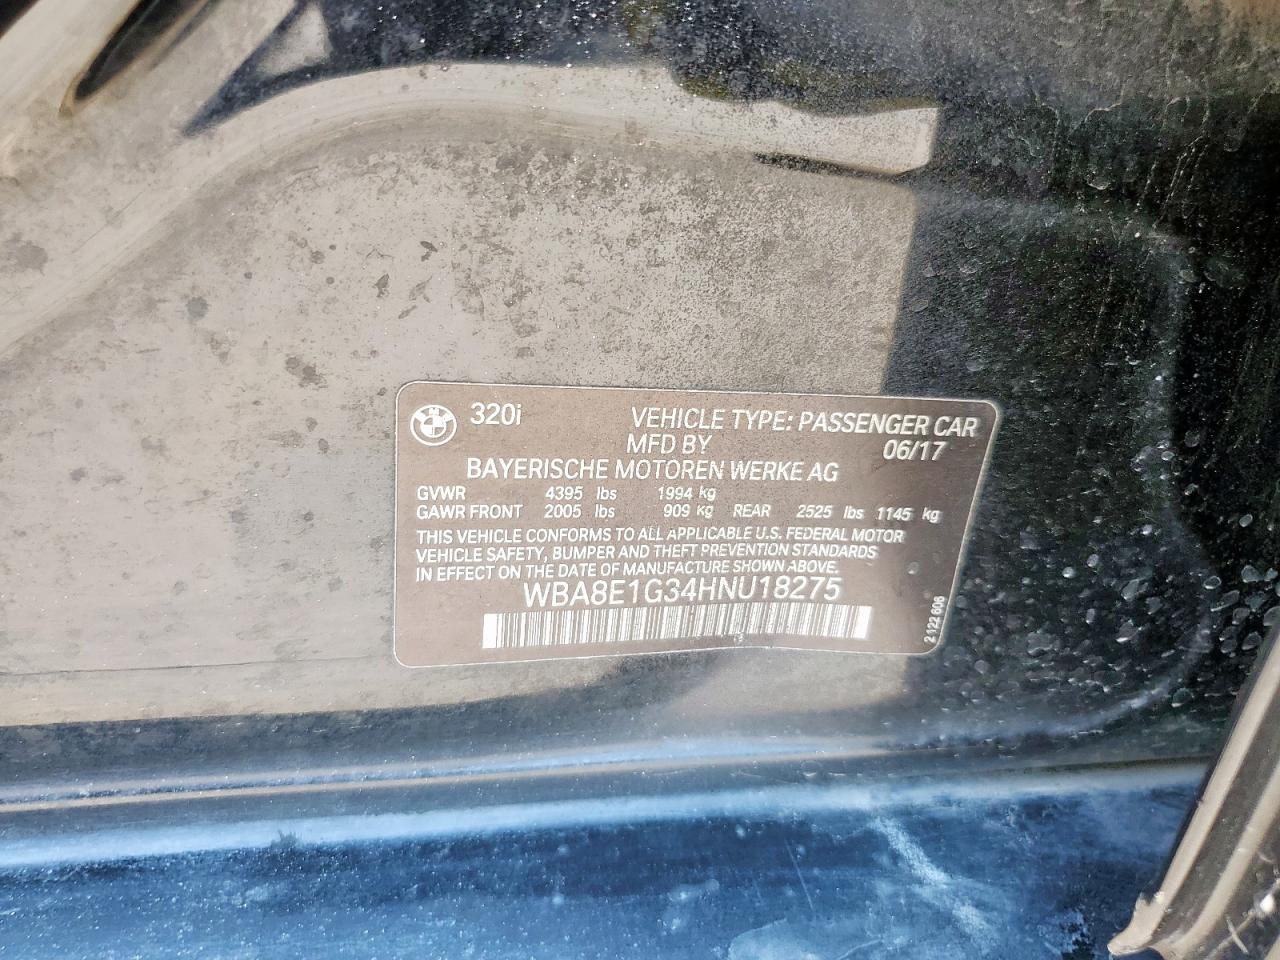 320i VEHICLE TYPE: PASSENGER CAR
MFD BY 06/17
BAYERISCHE MOTOREN WERKE AG
GVWR 4395 lbs 1994 kg
GAWR FRONT 2005 lbs 909 kg REAR 2525 lbs 1145 kg
THIS VEHICLE CONFORMS TO ALL APPLICABLE U.S. FEDERAL MOTOR
VEHICLE SAFETY, BUMPER AND THEFT PREVENTION STANDARDS
IN EFFECT ON THE DATE OF MANUFACTURE SHOWN ABOVE.
WBA8E1G34HNU18275
2122606